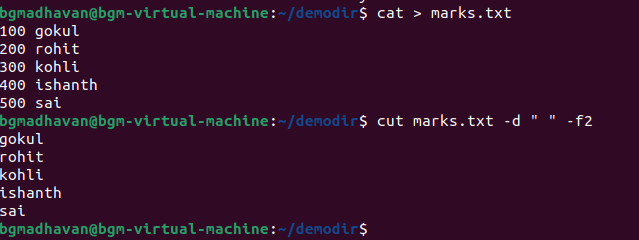 bgmadhavan@bgm-virtual-machine:~/demodir$ cat > marks.txt
100 gokul
200 rohit
300 kohli
400 ishanth
500 sai
bgmadhavan@bgm-virtual-machine:~/demodir$ cut marks.txt -d " " -f2
gokul
rohit
kohli
ishanth
sai
bgmadhavan@bgm-virtual-machine:~/demodir$